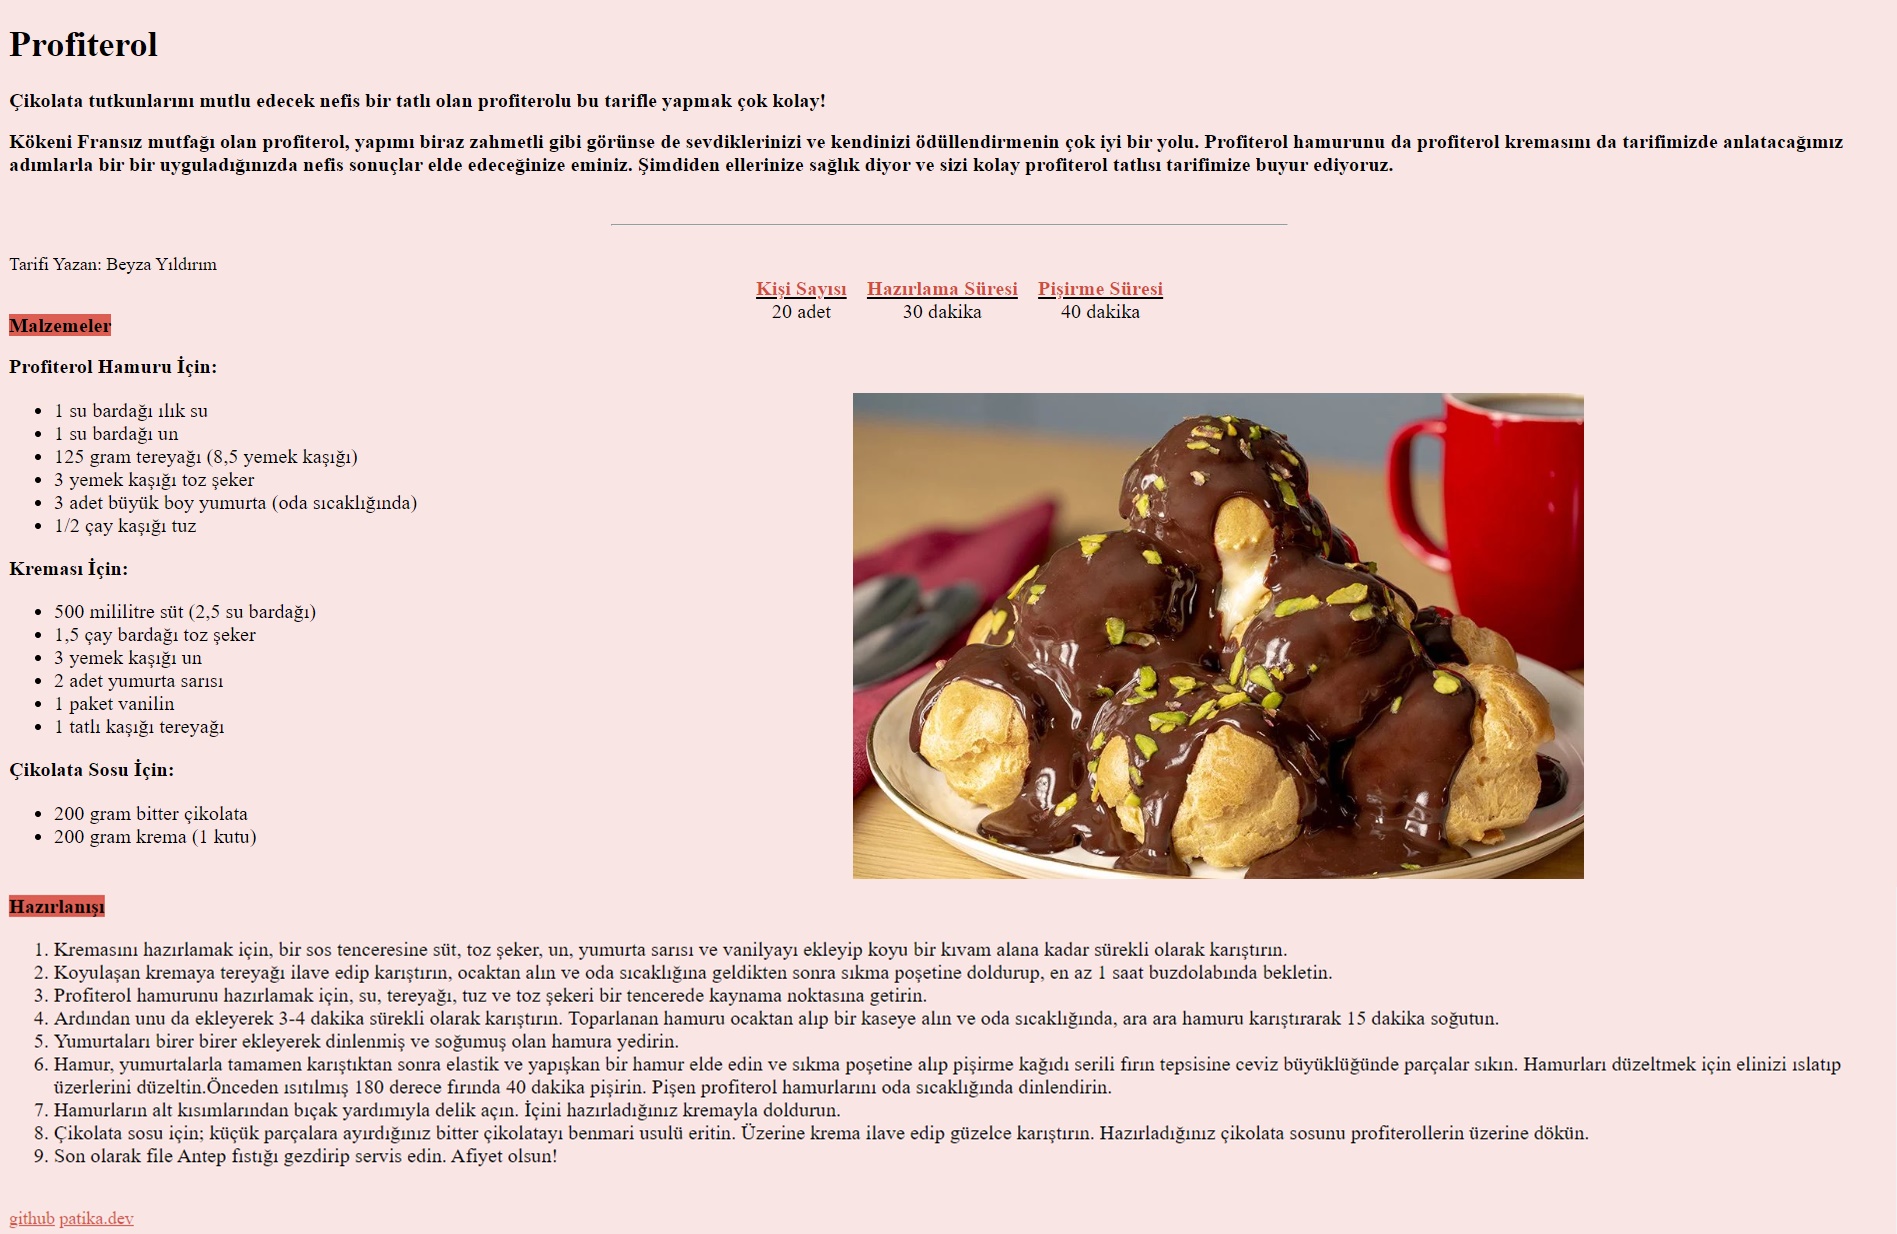 Profiterol
Çikolata tutkunlarını mutlu edecek nefis bir tatlı olan profiterolu bu tarifle yapmak çok kolay!
Kökeni Fransız mutfağı olan profiterol, yapımı biraz zahmetli gibi görünse de sevdiklerinizi ve kendinizi ödüllendirmenin çok iyi bir yolu. Profiterol hamurunu da profiterol kremasını da tarifimizde anlatacağımız
adımlarla bir bir uyguladığınızda nefis sonuçlar elde edeceğinize eminiz. Şimdiden ellerinize sağlık diyor ve sizi kolay profiterol tatlısı tarifimize buyur ediyoruz.
Tarifi Yazan: Beyza Yıldırım
Kişi Sayısı Hazırlama Süresi Pişirme Süresi
20 adet 30 dakika 40 dakika
Malzemeler
Profiterol Hamuru İçin:
• 1 su bardağı ılık su
• 1 su bardağı un
• 125 gram tereyağı (8,5 yemek kaşığı)
• 3 yemek kaşığı toz şeker
• 3 adet büyük boy yumurta (oda sıcaklığında)
• 1/2 çay kaşığı tuz
Kreması İçin:
• 500 mililitre süt (2,5 su bardağı)
• 1,5 çay bardağı toz şeker
• 3 yemek kaşığı un
• 2 adet yumurta sarısı
• 1 paket vanilin
• 1 tatlı kaşığı tereyağı
Çikolata Sosu İçin:
• 200 gram bitter çikolata
• 200 gram krema (1 kutu)
Hazırlanışı
1. Kremasını hazırlamak için, bir sos tenceresine süt, toz şeker, un, yumurta sarısı ve vanilyayı ekleyip koyu bir kıvam alana kadar sürekli olarak karıştırın.
2. Koyulaşan kremaya tereyağı ilave edip karıştırın, ocaktan alın ve oda sıcaklığına geldikten sonra sıkma poşetine doldurup, en az 1 saat buzdolabında bekletin.
3. Profiterol hamurunu hazırlamak için, su, tereyağı, tuz ve toz şekeri bir tencerede kaynama noktasına getirin.
4. Ardından unu da ekleyerek 3-4 dakika sürekli olarak karıştırın. Toparlanan hamuru ocaktan alıp bir kaseye alın ve oda sıcaklığında, ara ara hamuru karıştırarak 15 dakika soğutun.
5. Yumurtaları birer birer ekleyerek dinlenmiş ve soğumuş olan hamura yedirin.
6. Hamur, yumurtalarla tamamen karıştıktan sonra elastik ve yapışkan bir hamur elde edin ve sıkma poşetine alıp pişirme kağıdı serili fırın tepsisine ceviz büyüklüğünde parçalar sıkın. Hamurları düzeltmek için elinizi ıslatıp
üzerlerini düzeltin.Önceden ısıtılmış 180 derece fırında 40 dakika pişirin. Pişen profiterol hamurlarını oda sıcaklığında dinlendirin.
7. Hamurların alt kısımlarından bıçak yardımıyla delik açın. İçini hazırladığınız kremayla doldurun.
8. Çikolata sosu için; küçük parçalara ayırdığınız bitter çikolatayı benmari usulü eritin. Üzerine krema ilave edip güzelce karıştırın. Hazırladığınız çikolata sosunu profiterollerin üzerine dökün.
9. Son olarak file Antep fıstığı gezdirip servis edin. Afiyet olsun!
github patika.dev